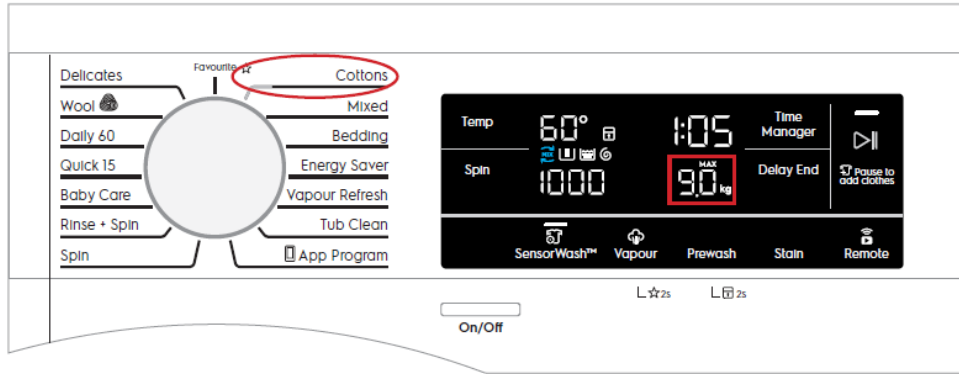 Favourite ☆
Delicates
Wool
Daily 60
Quick 15
Baby Care
Rinse + Spin
Spin
Cottons
Mixed
Bedding
Energy Saver
Vapour Refresh
Tub Clean
App Program
Temp
60°
1:05
Time
Manager
MIX
Spin
1000
MAX
9.0 kg
Delay End
Pause to
add clothes
SensorWash™
Vapour
Prewash
Stain
Remote
☆ 2s
2s
On/Off